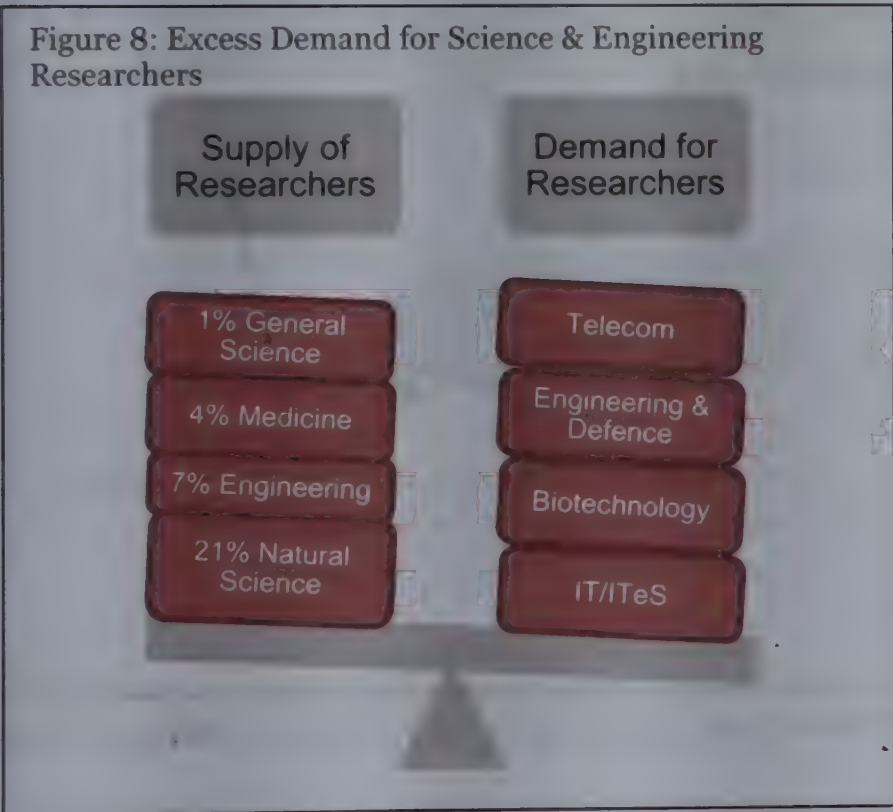 Figure 8: Excess Demand for Science & Engineering
Researchers
Supply of
Researchers
Demand for
Researchers
1% General
Science
4% Medicine
7% Engineering
21% Natural
Science
Telecom
Engineering &
Defence
Biotechnology
IT/ITeS